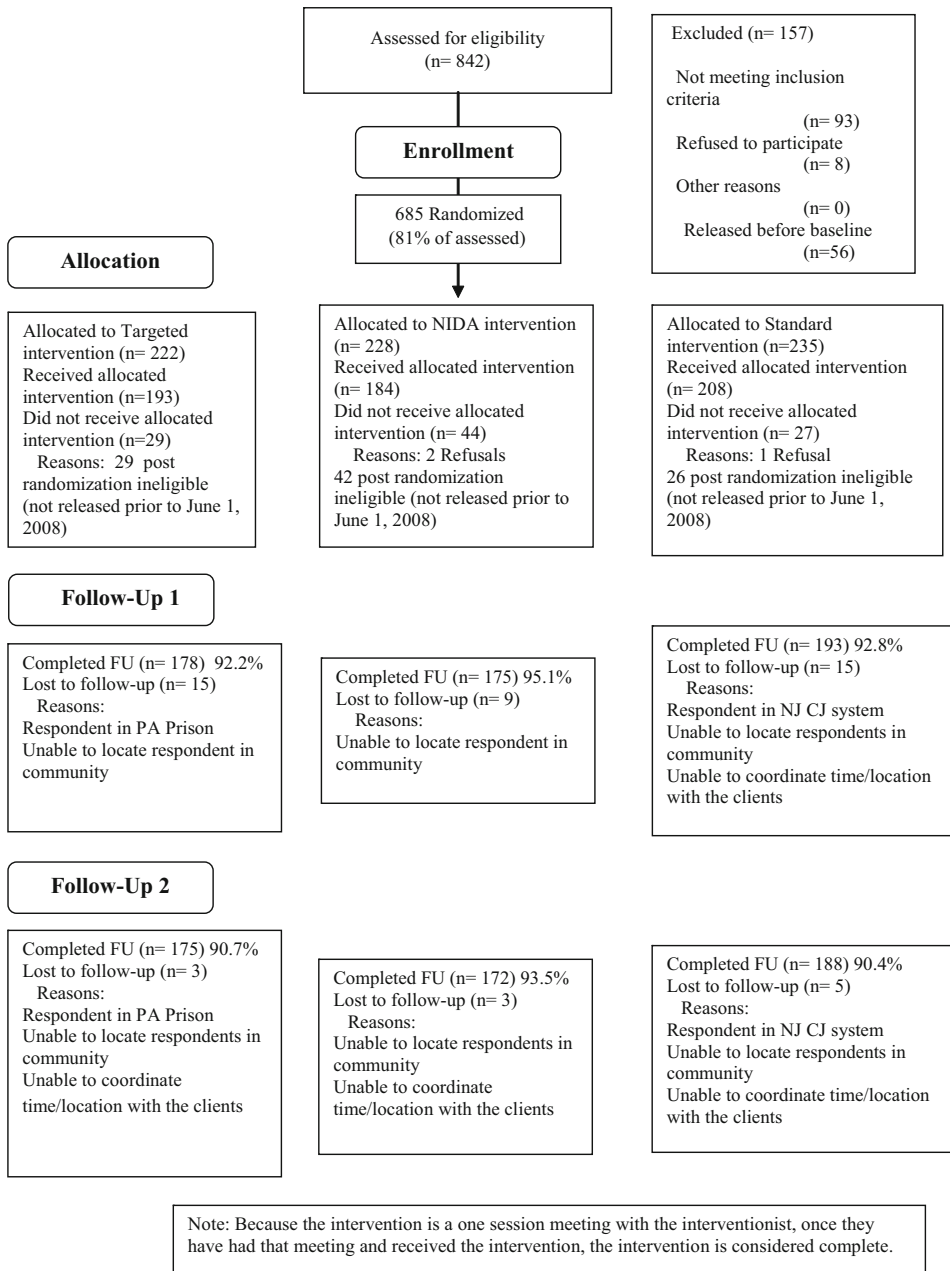 Assessed for eligibility
(n= 842)
Excluded (n= 157)
Not meeting inclusion
criteria
(n= 93)
Refused to participate
(n= 8)
Other reasons
(n= 0)
Released before baseline
(n=56)
Enrollment
685 Randomized
(81% of assessed)
Allocation
Allocated to Targeted
intervention (n= 222)
Received allocated
intervention (n=193)
Did not receive allocated
intervention (n=29)
Reasons: 29 post
randomization ineligible
(not released prior to June 1,
2008)
Allocated to NIDA intervention
(n= 228)
Received allocated intervention
(n= 184)
Did not receive allocated
intervention (n= 44)
Reasons: 2 Refusals
42 post randomization
ineligible (not released prior to
June 1, 2008)
Allocated to Standard
intervention (n=235)
Received allocated intervention
(n= 208)
Did not receive allocated
intervention (n= 27)
Reasons: 1 Refusal
26 post randomization ineligible
(not released prior to June 1,
2008)
Follow-Up 1
Completed FU (n= 178) 92.2%
Lost to follow-up (n= 15)
Reasons:
Respondent in PA Prison
Unable to locate respondent in
community
Completed FU (n= 175) 95.1%
Lost to follow-up (n= 9)
Reasons:
Unable to locate respondent in
community
Completed FU (n= 193) 92.8%
Lost to follow-up (n= 15)
Reasons:
Respondent in NJ CJ system
Unable to locate respondents in
community
Unable to coordinate time/location
with the clients
Follow-Up 2
Completed FU (n= 175) 90.7%
Lost to follow-up (n= 3)
Reasons:
Respondent in PA Prison
Unable to locate respondents in
community
Unable to coordinate
time/location with the clients
Completed FU (n= 172) 93.5%
Lost to follow-up (n= 3)
Reasons:
Unable to locate respondents in
community
Unable to coordinate
time/location with the clients
Completed FU (n= 188) 90.4%
Lost to follow-up (n= 5)
Reasons:
Respondent in NJ CJ system
Unable to locate respondents in
community
Unable to coordinate time/location
with the clients
Note: Because the intervention is a one session meeting with the interventionist, once they
have had that meeting and received the intervention, the intervention is considered complete.